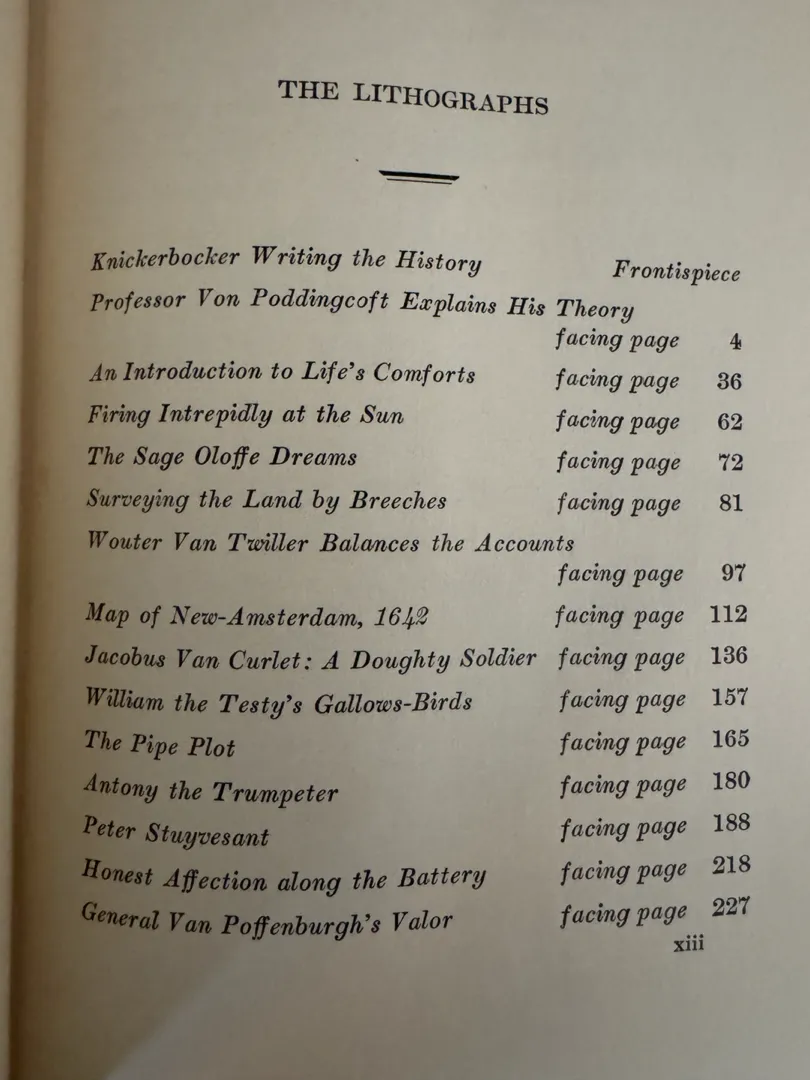 THE LITHOGRAPHS
Knickerbocker Writing the History Frontispiece
Professor Von Poddingcoft Explains His Theory
facing page 4
An Introduction to Life's Comforts facing page 36
Firing Intrepidly at the Sun facing page 62
The Sage Oloffe Dreams facing page 72
Surveying the Land by Breeches facing page 81
Wouter Van Twiller Balances the Accounts
facing page 97
Map of New-Amsterdam, 1642 facing page 112
Jacobus Van Curlet: A Doughty Soldier facing page 136
William the Testy's Gallows-Birds facing page 157
The Pipe Plot facing page 165
Antony the Trumpeter facing page 180
Peter Stuyvesant facing page 188
Honest Affection along the Battery facing page 218
General Van Poffenburgh's Valor facing page 227
xiii